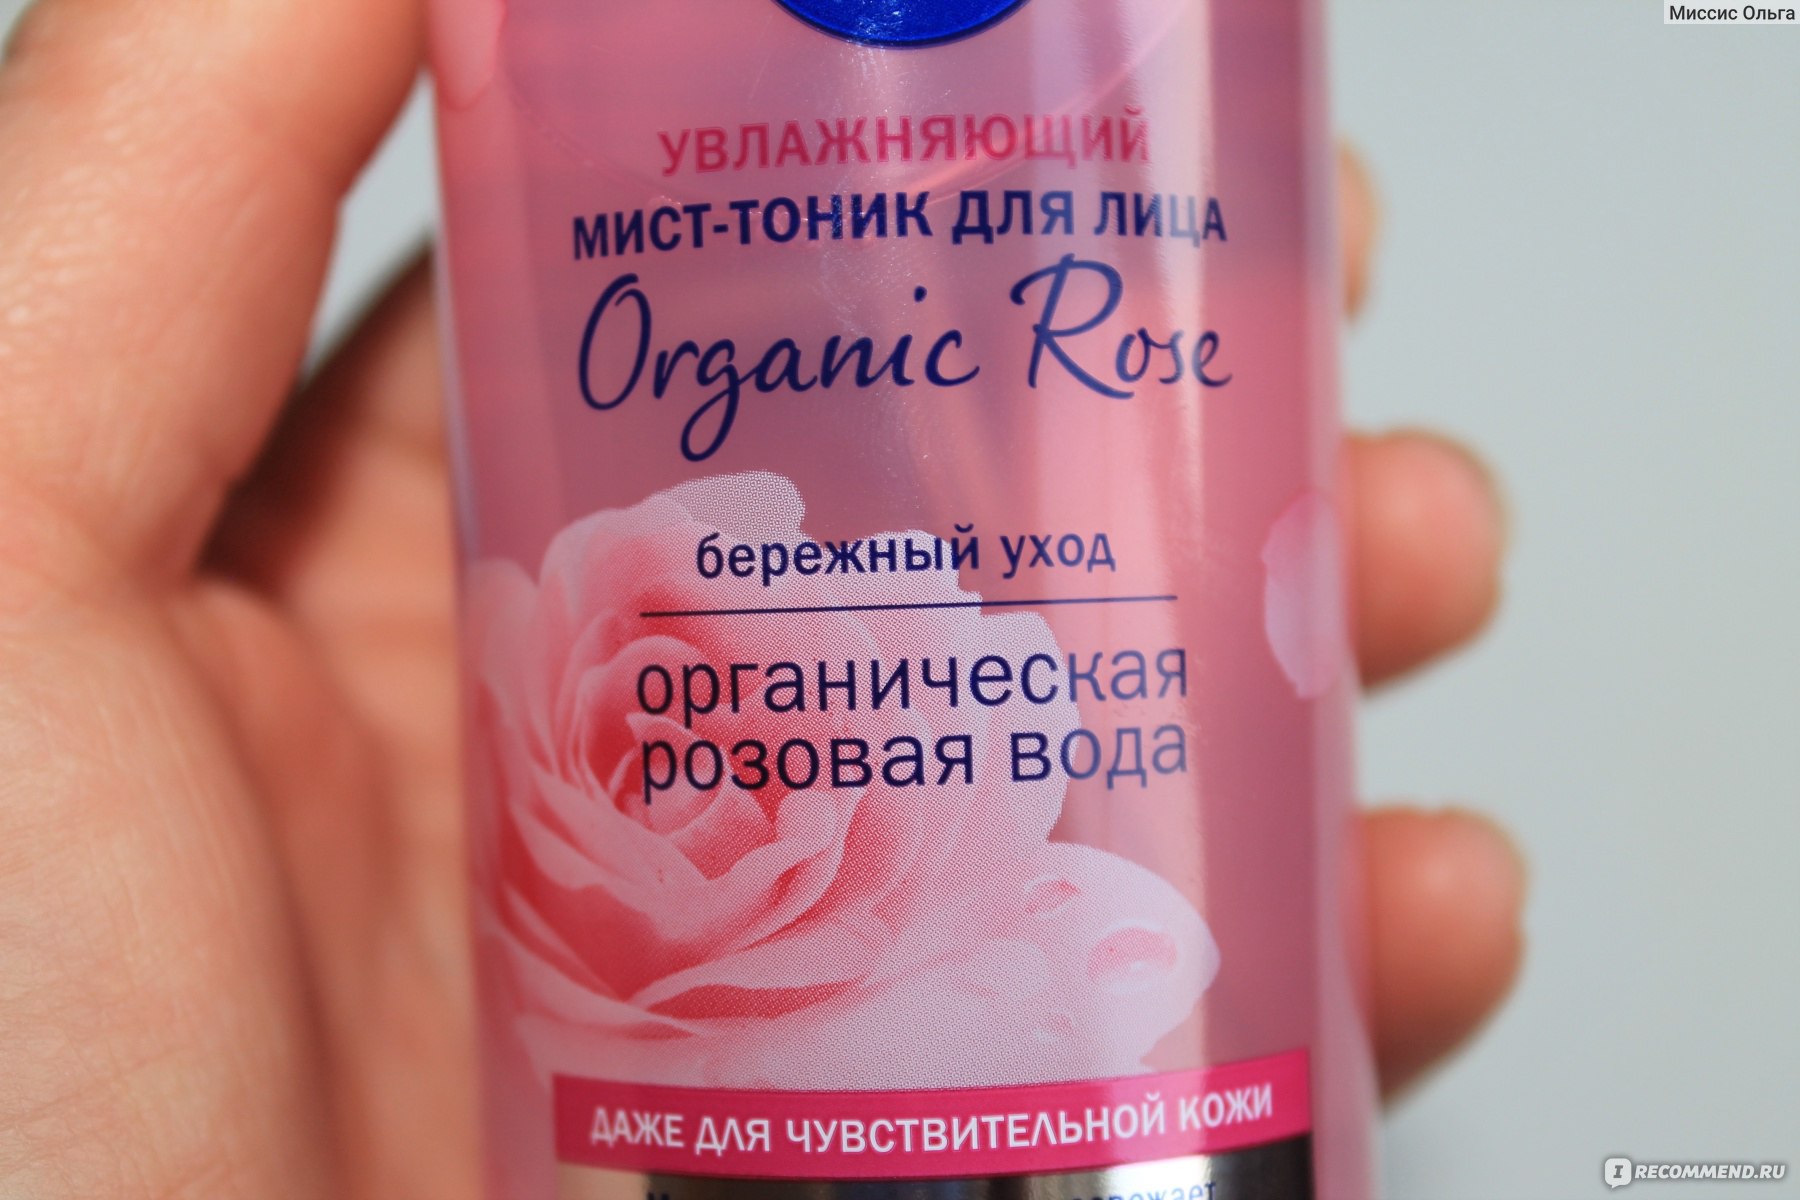 Миссис Ольга
УВЛАЖНЯЮЩИЙ
МИСТ-ТОНИК ДЛЯ ЛИЦА
Organic Rose
бережный уход
органическая
розовая вода
ДАЖЕ ДЛЯ ЧУВСТВИТЕЛЬНОЙ КОЖИ
IRECOMMEND.RU